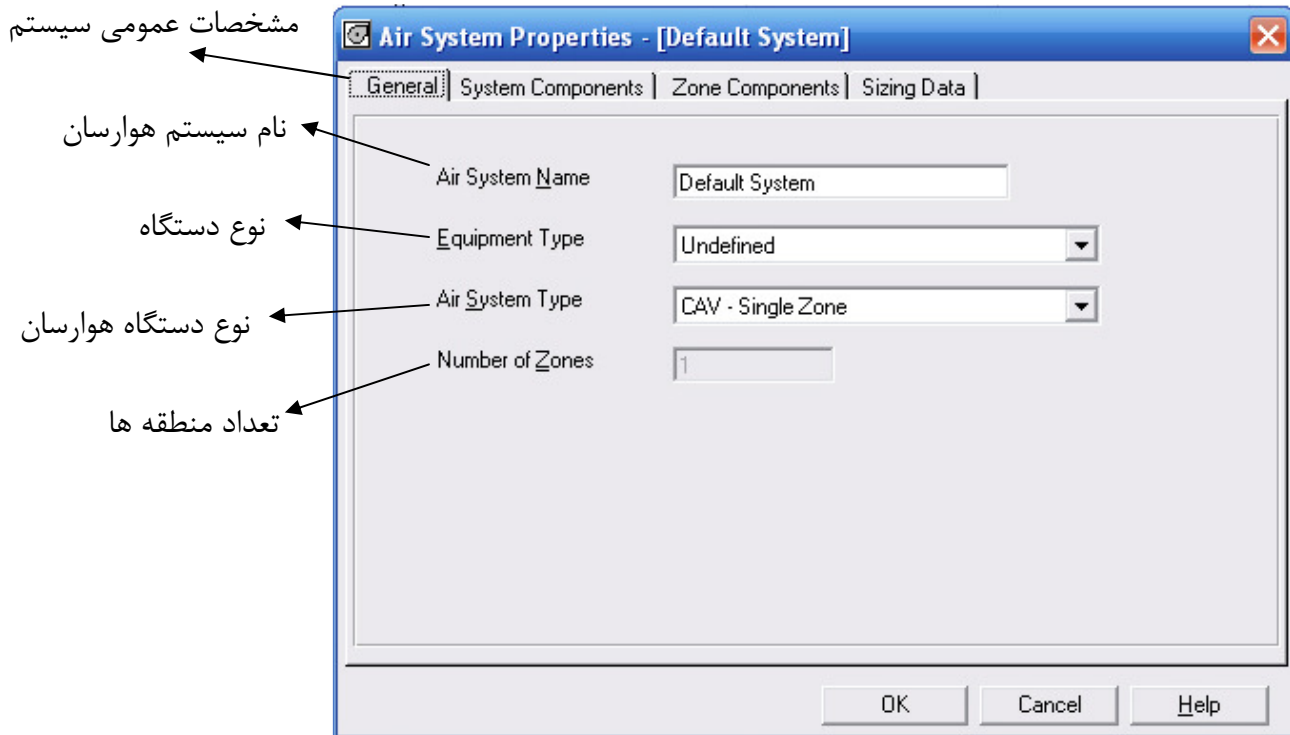 مشخصات عمومی سیستم
Air System Properties - [Default System]
General System Components Zone Components Sizing Data
نام سیستم هوارسان
Air System Name Default System
نوع دستگاه
Equipment Type Undefined
نوع دستگاه هوارسان
Air System Type CAV - Single Zone
Number of Zones 1
تعداد منطقه ها
OK Cancel Help